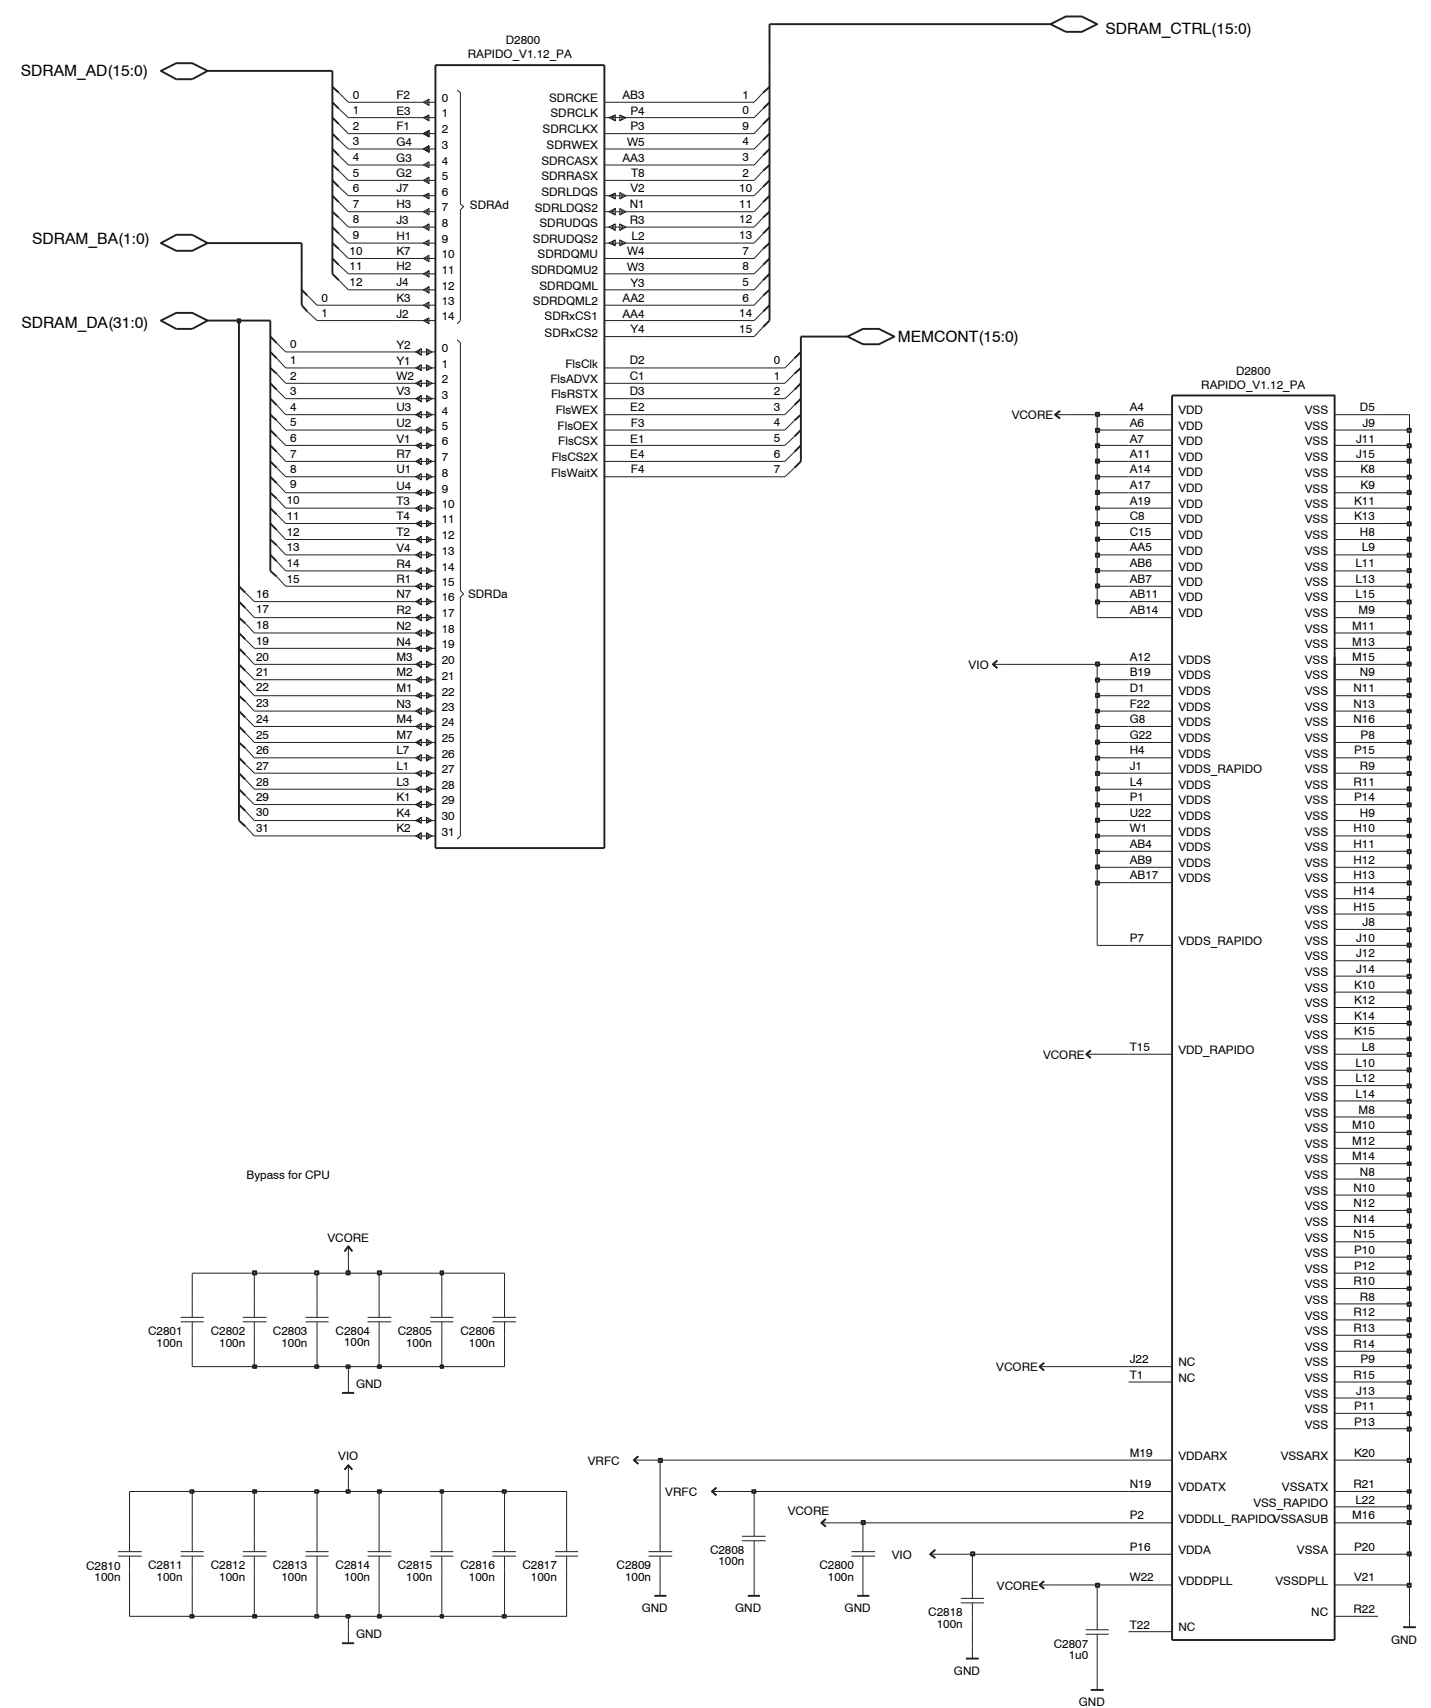 SDRAM_CTRL(15:0)
D2800
RAPIDO_V1.12_PA
SDRAM_AD(15:0)
0 F2 0
1 E3 1
2 F1 2
3 G4 3
4 G3 4
5 G2 5
6 J7 6
7 H3 7
8 J3 8
9 H1 9
10 K7 10
11 H2 11
12 J4 12
SDRAd
SDRAM_BA(1:0)
0 K3 13
1 J2 14
SDRAM_DA(31:0)
0 Y2 0
1 Y1 1
2 W2 2
3 V3 3
4 U3 4
5 U2 5
6 V1 6
7 R7 7
8 U1 8
9 U4 9
10 T3 10
11 T4 11
12 T2 12
13 V4 13
14 R4 14
15 R1 15
16 N7 16
17 R2 17
18 N2 18
19 N4 19
20 M3 20
21 M2 21
22 M1 22
23 N3 23
24 M4 24
25 M7 25
26 L7 26
27 L1 27
28 L3 28
29 K1 29
30 K4 30
31 K2 31
SDRDa
SDRCKE AB3 1
SDRCLK P4 0
SDRCLKX P3 9
SDRWEX W5 4
SDRCASX AA3 3
SDRRASX T8 2
SDRLDQS V2 10
SDRLDQS2 N1 11
SDRUDQS R3 12
SDRUDQS2 L2 13
SDRDQMU W4 7
SDRDQMU2 W3 8
SDRDQML Y3 5
SDRDQML2 AA2 6
SDRxCS1 AA4 14
SDRxCS2 Y4 15
MEMCONT(15:0)
FlsClk D2 0
FlsADVX C1 1
FlsRSTX D3 2
FlsWEX E2 3
FlsOEX F3 4
FlsCSX E1 5
FlsCS2X E4 6
FlsWaitX F4 7
D2800
RAPIDO_V1.12_PA
VCORE A4 VDD
A6 VDD
A7 VDD
A11 VDD
A14 VDD
A17 VDD
A19 VDD
C8 VDD
C15 VDD
AA5 VDD
AB6 VDD
AB7 VDD
AB11 VDD
AB14 VDD
VIO A12 VDDS
B19 VDDS
D1 VDDS
F22 VDDS
G8 VDDS
G22 VDDS
H4 VDDS
J1 VDDS_RAPIDO
L4 VDDS
P1 VDDS
U22 VDDS
W1 VDDS
AB4 VDDS
AB9 VDDS
AB17 VDDS
P7 VDDS_RAPIDO
VCORE T15 VDD_RAPIDO
VCORE J22 NC
T1 NC
VRFC M19 VDDARX
VRFC N19 VDDATX
VCORE P2 VDDDLL_RAPIDO
VIO P16 VDDA
VCORE W22 VDDDPLL
T22 NC
VSS D5
VSS J9
VSS J11
VSS J15
VSS K8
VSS K9
VSS K11
VSS K13
VSS H8
VSS L9
VSS L11
VSS L13
VSS L15
VSS M9
VSS M11
VSS M13
VSS M15
VSS N9
VSS N11
VSS N13
VSS N16
VSS P8
VSS P15
VSS R9
VSS R11
VSS P14
VSS H9
VSS H10
VSS H11
VSS H12
VSS H13
VSS H14
VSS H15
VSS J8
VSS J10
VSS J12
VSS J14
VSS K10
VSS K12
VSS K14
VSS K15
VSS L8
VSS L10
VSS L12
VSS L14
VSS M8
VSS M10
VSS M12
VSS M14
VSS N8
VSS N10
VSS N12
VSS N14
VSS N15
VSS P10
VSS P12
VSS R10
VSS R8
VSS R12
VSS R13
VSS R14
VSS P9
VSS R15
VSS J13
VSS P11
VSS P13
VSSARX K20
VSSATX R21
VSS_RAPIDO L22
VSSASUB M16
VSSA P20
VSSDPLL V21
NC R22
GND
Bypass for CPU
VCORE
C2801 100n
C2802 100n
C2803 100n
C2804 100n
C2805 100n
C2806 100n
GND
VIO
C2810 100n
C2811 100n
C2812 100n
C2813 100n
C2814 100n
C2815 100n
C2816 100n
C2817 100n
GND
C2809 100n
GND
C2808 100n
GND
C2800 100n
GND
C2818 100n
GND
C2807 1u0
GND